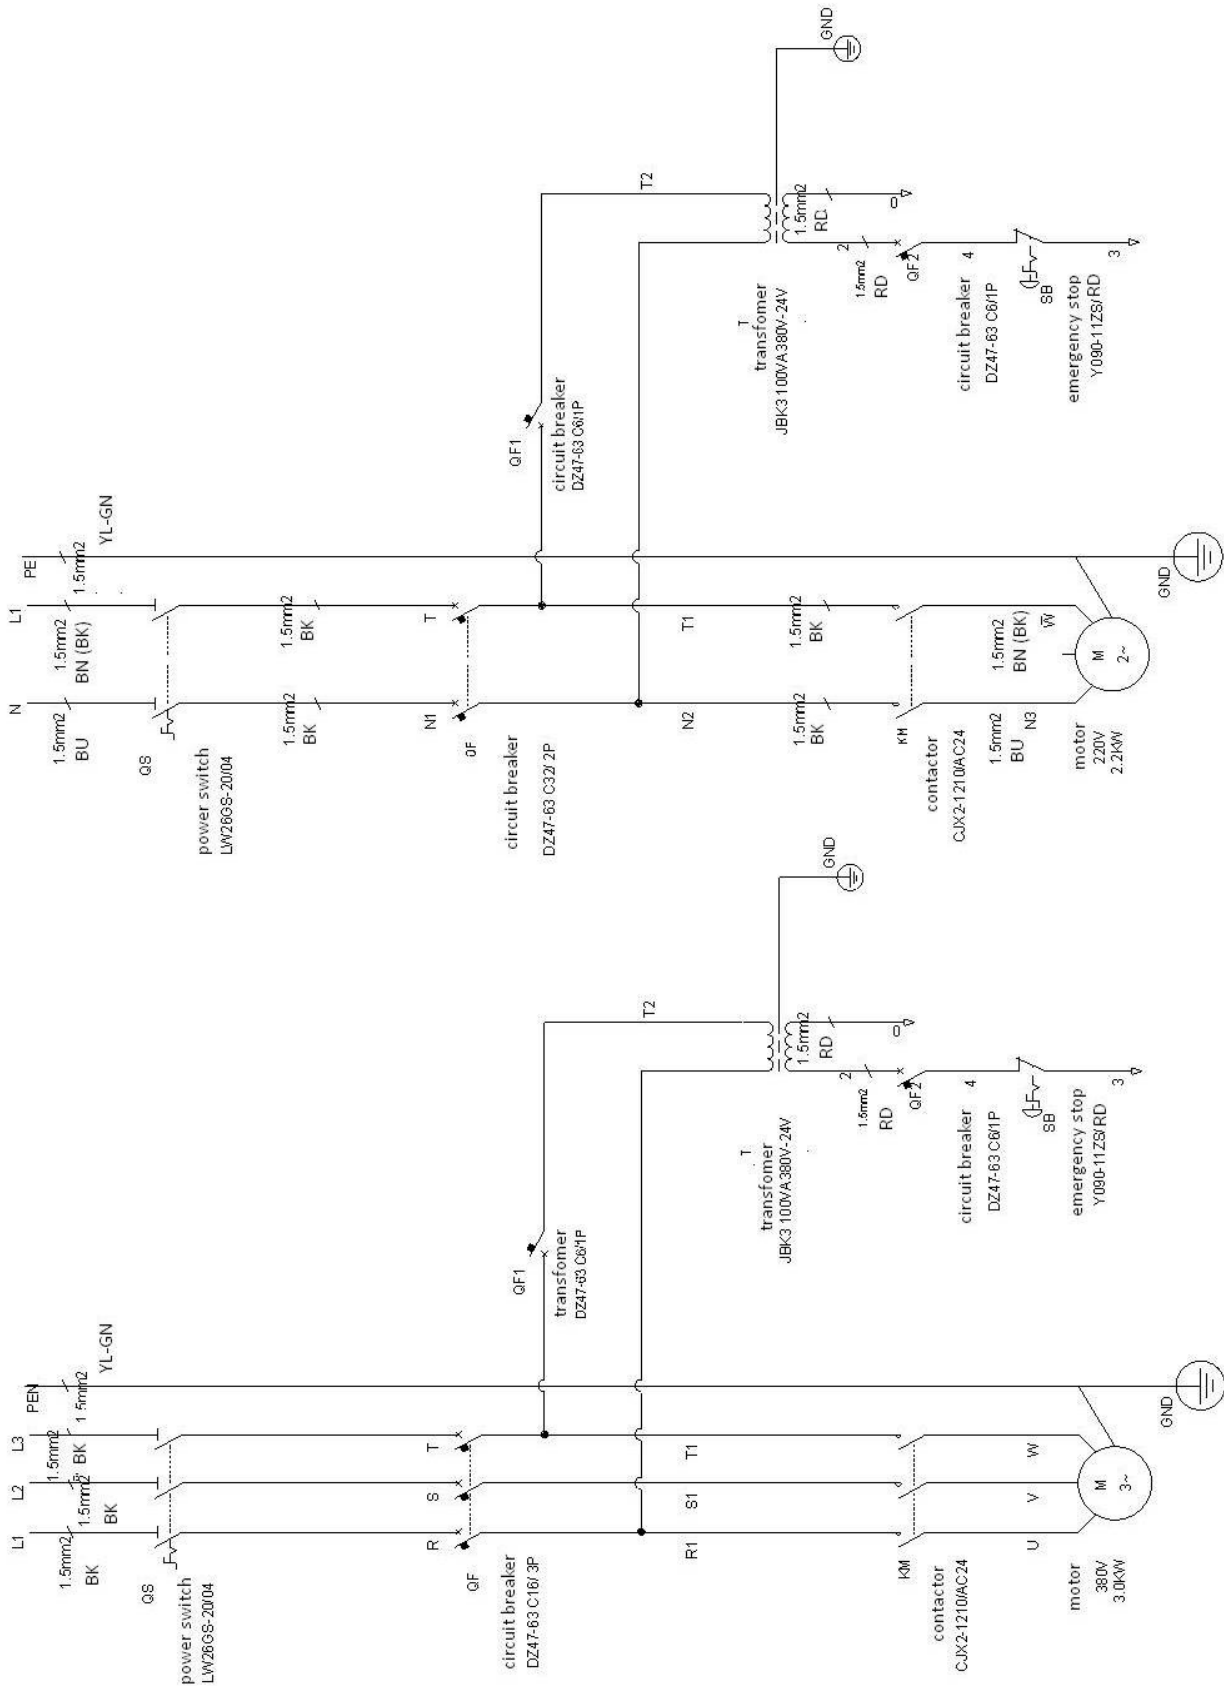 L1
L2
L3
PEN
1.5mm2
BK
1.5mm2
BK
1.5mm2
BK
1.5mm2
YL-GN
QS
power switch
LW26GS-20/04
R
S
T
QF
circuit breaker
DZ47-63 C16/ 3P
QF1
transfomer
DZ47-63 C6/1P
R1
S1
T1
T2
T
transfomer
JBK3 100VA380V-24V
GND
1.5mm2
RD
2
1.5mm2
RD
0
QF2
4
circuit breaker
DZ47-63 C6/1P
SB
emergency stop
Y090-11ZS/RD
3
KM
contactor
CJX2-1210/AC24
U
V
W
M
3~
motor
380V
3.0KW
GND
N
L1
PE
1.5mm2
BU
1.5mm2
BN (BK)
1.5mm2
YL-GN
QS
power switch
LW26GS-20/04
1.5mm2
BK
1.5mm2
BK
N1
T
QF
circuit breaker
DZ47-63 C32/ 2P
QF1
circuit breaker
DZ47-63 C6/1P
N2
T1
T2
1.5mm2
BK
1.5mm2
BK
T
transfomer
JBK3 100VA380V-24V
GND
1.5mm2
RD
2
1.5mm2
RD
0
QF2
4
circuit breaker
DZ47-63 C6/1P
SB
emergency stop
Y090-11ZS/RD
3
KM
contactor
CJX2-1210/AC24
1.5mm2
BU
N3
1.5mm2
BN (BK)
W
M
2~
motor
220V
2.2KW
GND